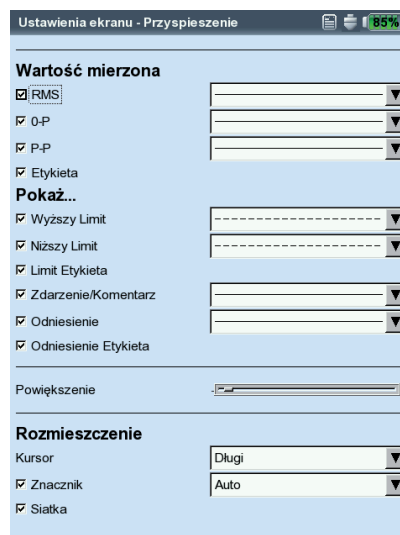 Ustawienia ekranu - Przyspieszenie 85%
Wartość mierzona
RMS
0-P
P-P
Etykieta
Pokaż...
Wyższy Limit
Niższy Limit
Limit Etykieta
Zdarzenie/Komentarz
Odniesienie
Odniesienie Etykieta
Powiększenie
Rozmieszczenie
Kursor Długi
Znacznik Auto
Siatka